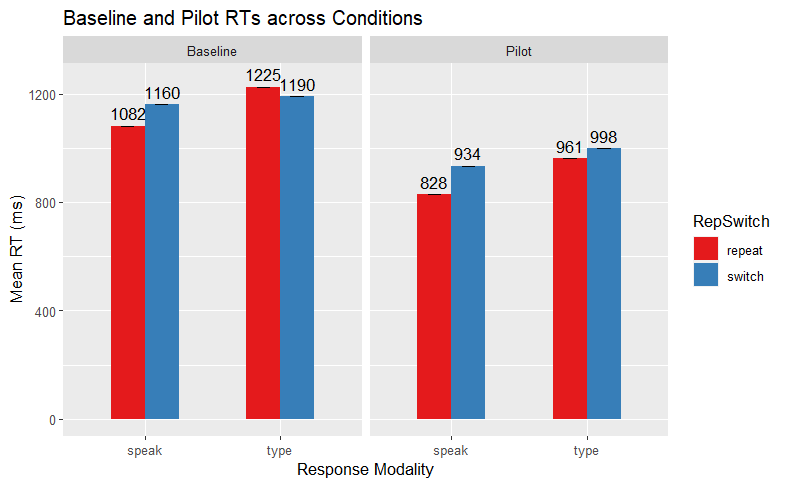 Baseline and Pilot RTs across Conditions
Baseline
Pilot
1082
1160
1225
1190
828
934
961
998
1200
800
400
0
Mean RT (ms)
speak
type
speak
type
Response Modality
RepSwitch
repeat
switch